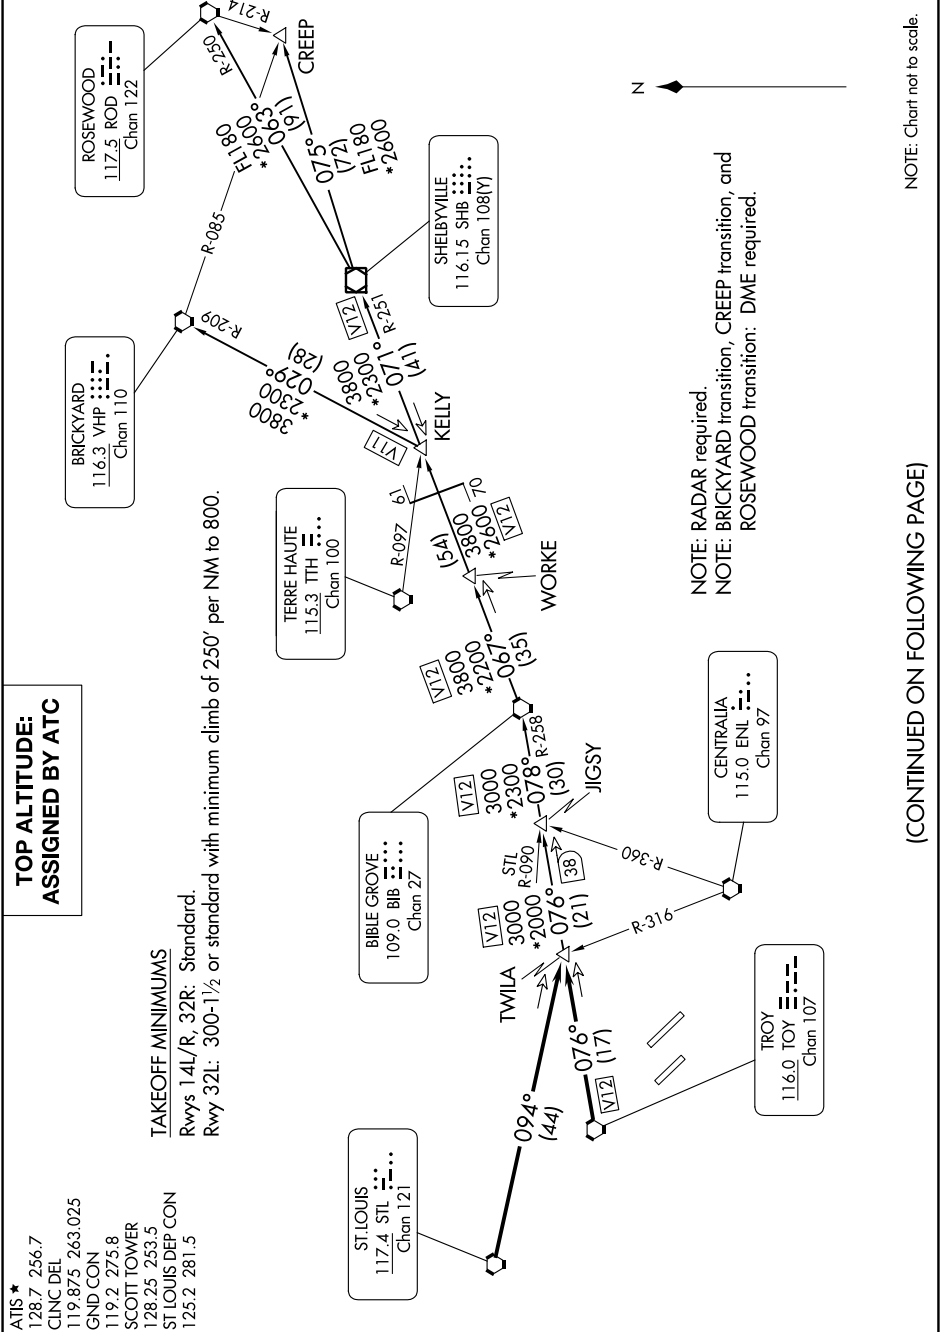 ATIS ★
128.7 256.7
CLNC DEL
119.875 263.025
GND CON
119.2 275.8
SCOTT TOWER
128.25 253.5
ST LOUIS DEP CON
125.2 281.5
TOP ALTITUDE:
ASSIGNED BY ATC
TAKEOFF MINIMUMS
Rwys 14L/R, 32R: Standard.
Rwy 32L: 300-1½ or standard with minimum climb of 250' per NM to 800.
ST.LOUIS
117.4 STL
Chan 121
094°
(44)
TROY
116.0 TOY
Chan 107
V12
076°
(17)
TWILA
V12
3000
*2000
076°
(21)
STL
R-090
38
R-316
R-360
CENTRALIA
115.0 ENL
Chan 97
JIGSY
BIBLE GROVE
109.0 BIB
Chan 27
V12
3000
*2300
078°
(30)
R-258
V12
3800
*2200
067°
(35)
WORKE
TERRE HAUTE
115.3 TTH
Chan 100
R-097
(54)
3800
*2600
V12
61
70
KELLY
V11
3800
*2300
029°
(28)
R-209
BRICKYARD
116.3 VHP
Chan 110
R-085
V12
3800
*2300
071°
(41)
R-251
SHELBYVILLE
116.15 SHB
Chan 108(Y)
FL180
*2600
063°
(91)
R-250
075°
(72)
FL180
*2600
ROSEWOOD
117.5 ROD
Chan 122
R-214
CREEP
N
NOTE: RADAR required.
NOTE: BRICKYARD transition, CREEP transition, and
ROSEWOOD transition: DME required.
NOTE: Chart not to scale.
(CONTINUED ON FOLLOWING PAGE)